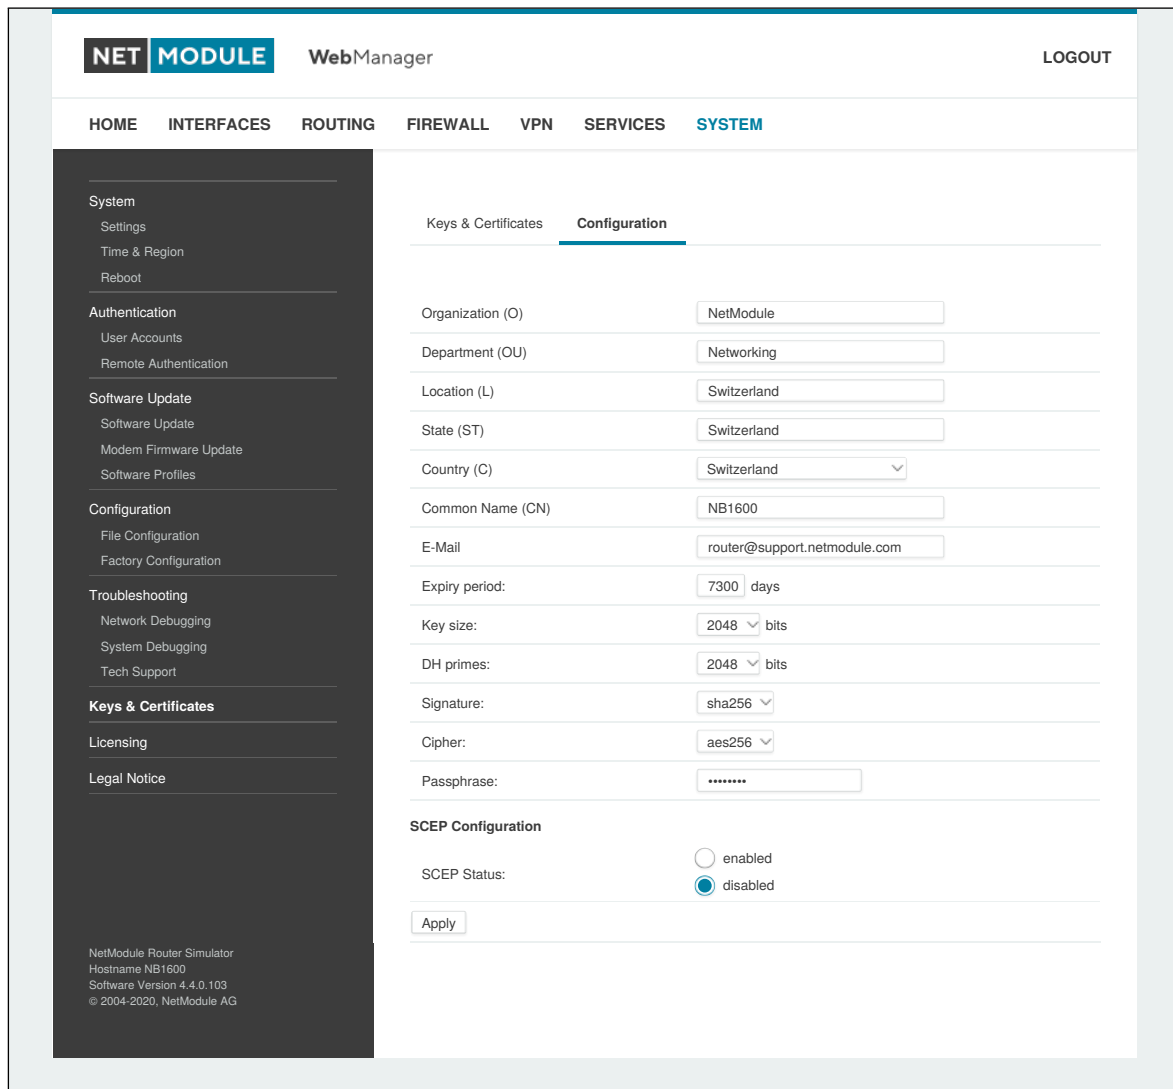 NET MODULE WebManager LOGOUT
HOME INTERFACES ROUTING FIREWALL VPN SERVICES SYSTEM
System
Settings
Time & Region
Reboot
Authentication
User Accounts
Remote Authentication
Software Update
Software Update
Modem Firmware Update
Software Profiles
Configuration
File Configuration
Factory Configuration
Troubleshooting
Network Debugging
System Debugging
Tech Support
Keys & Certificates
Licensing
Legal Notice
NetModule Router Simulator
Hostname NB1600
Software Version 4.4.0.103
© 2004-2020, NetModule AG
Keys & Certificates Configuration
Organization (O) NetModule
Department (OU) Networking
Location (L) Switzerland
State (ST) Switzerland
Country (C) Switzerland
Common Name (CN) NB1600
E-Mail router@support.netmodule.com
Expiry period: 7300 days
Key size: 2048 bits
DH primes: 2048 bits
Signature: sha256
Cipher: aes256
Passphrase: ••••••••
SCEP Configuration
SCEP Status: enabled
disabled
Apply